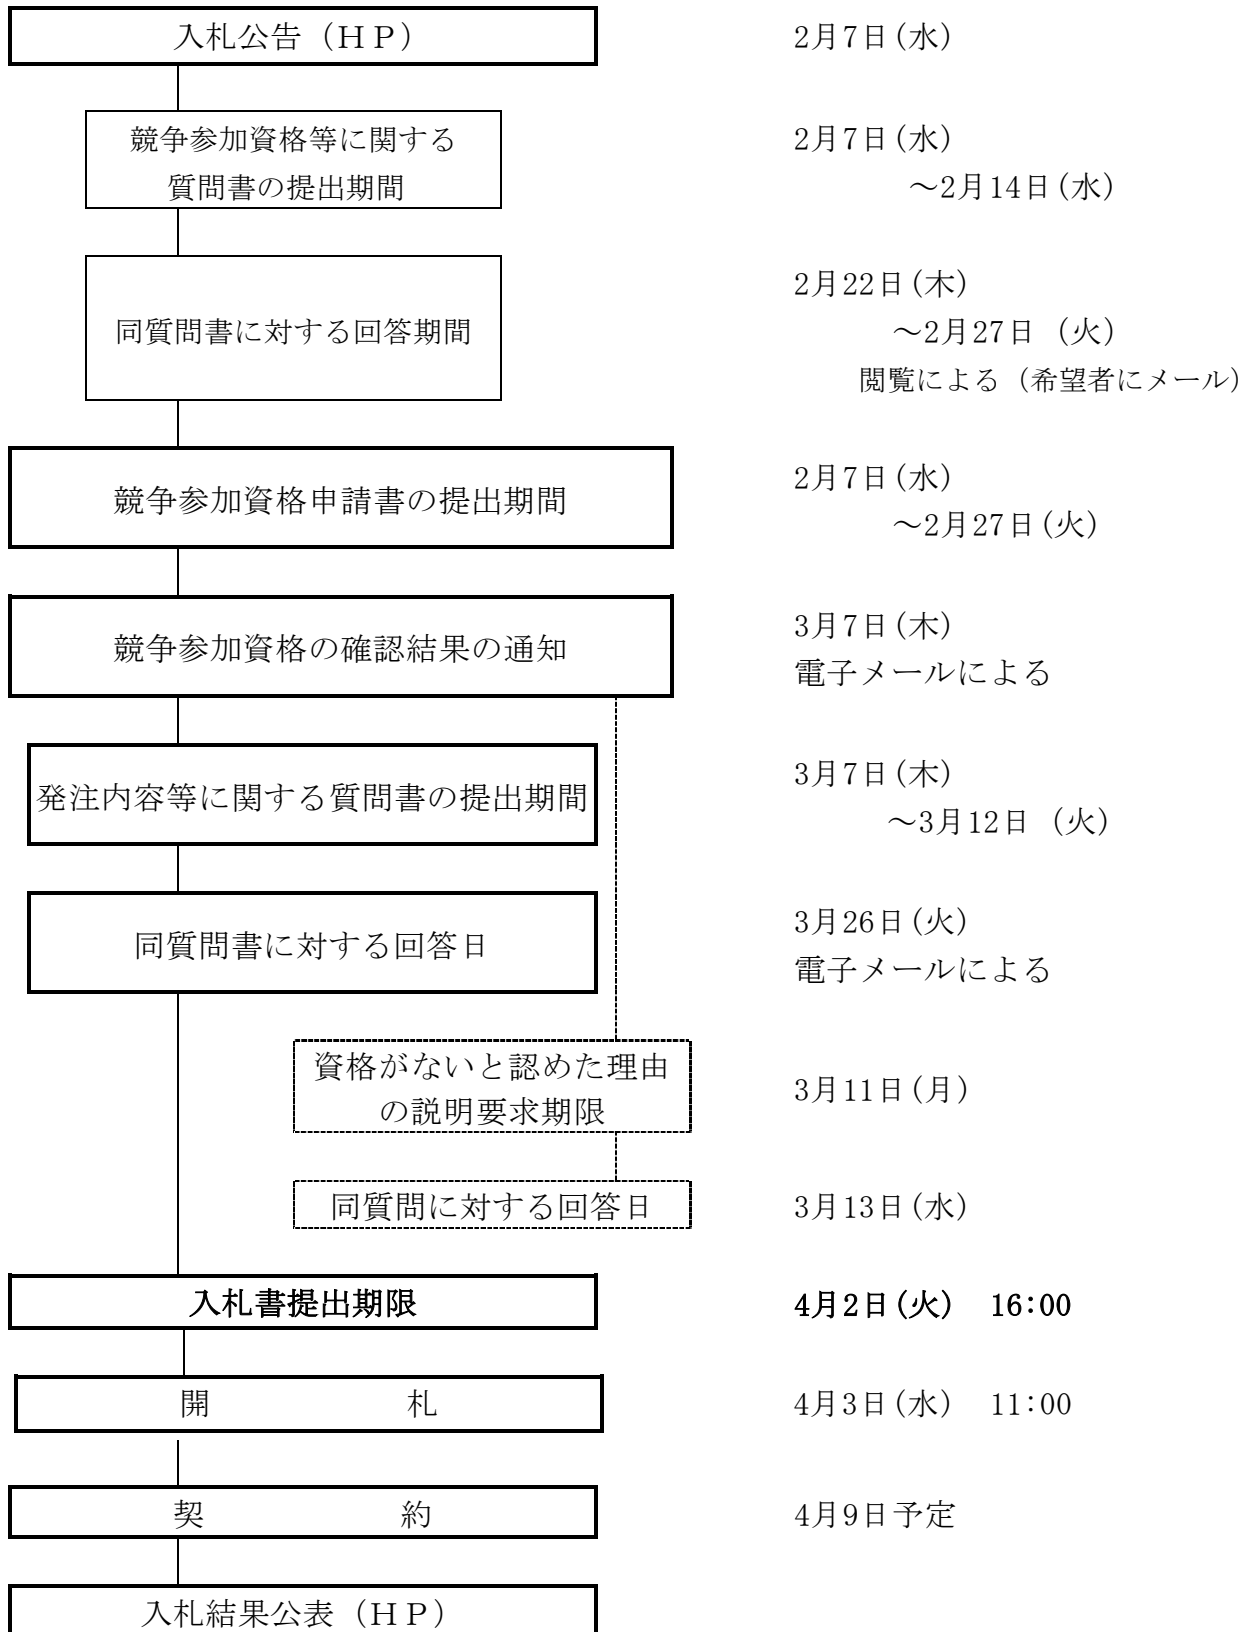 入札公告（ＨＰ） 2月7日(水)
競争参加資格等に関する 2月7日(水)
質問書の提出期間 ～2月14日(水)
2月22日(木)
同質問書に対する回答期間 ～2月27日（火）
閲覧による（希望者にメール）
競争参加資格申請書の提出期間 2月7日(水)
～2月27日(火)
競争参加資格の確認結果の通知 3月7日(木)
電子メールによる
発注内容等に関する質問書の提出期間 3月7日(木)
～3月12日（火）
同質問書に対する回答日 3月26日(火)
電子メールによる
資格がないと認めた理由
の説明要求期限 3月11日(月)
同質問に対する回答日 3月13日(水)
入札書提出期限 4月2日(火) 16:00
開 札 4月3日(水) 11:00
契 約 4月9日予定
入札結果公表（ＨＰ）